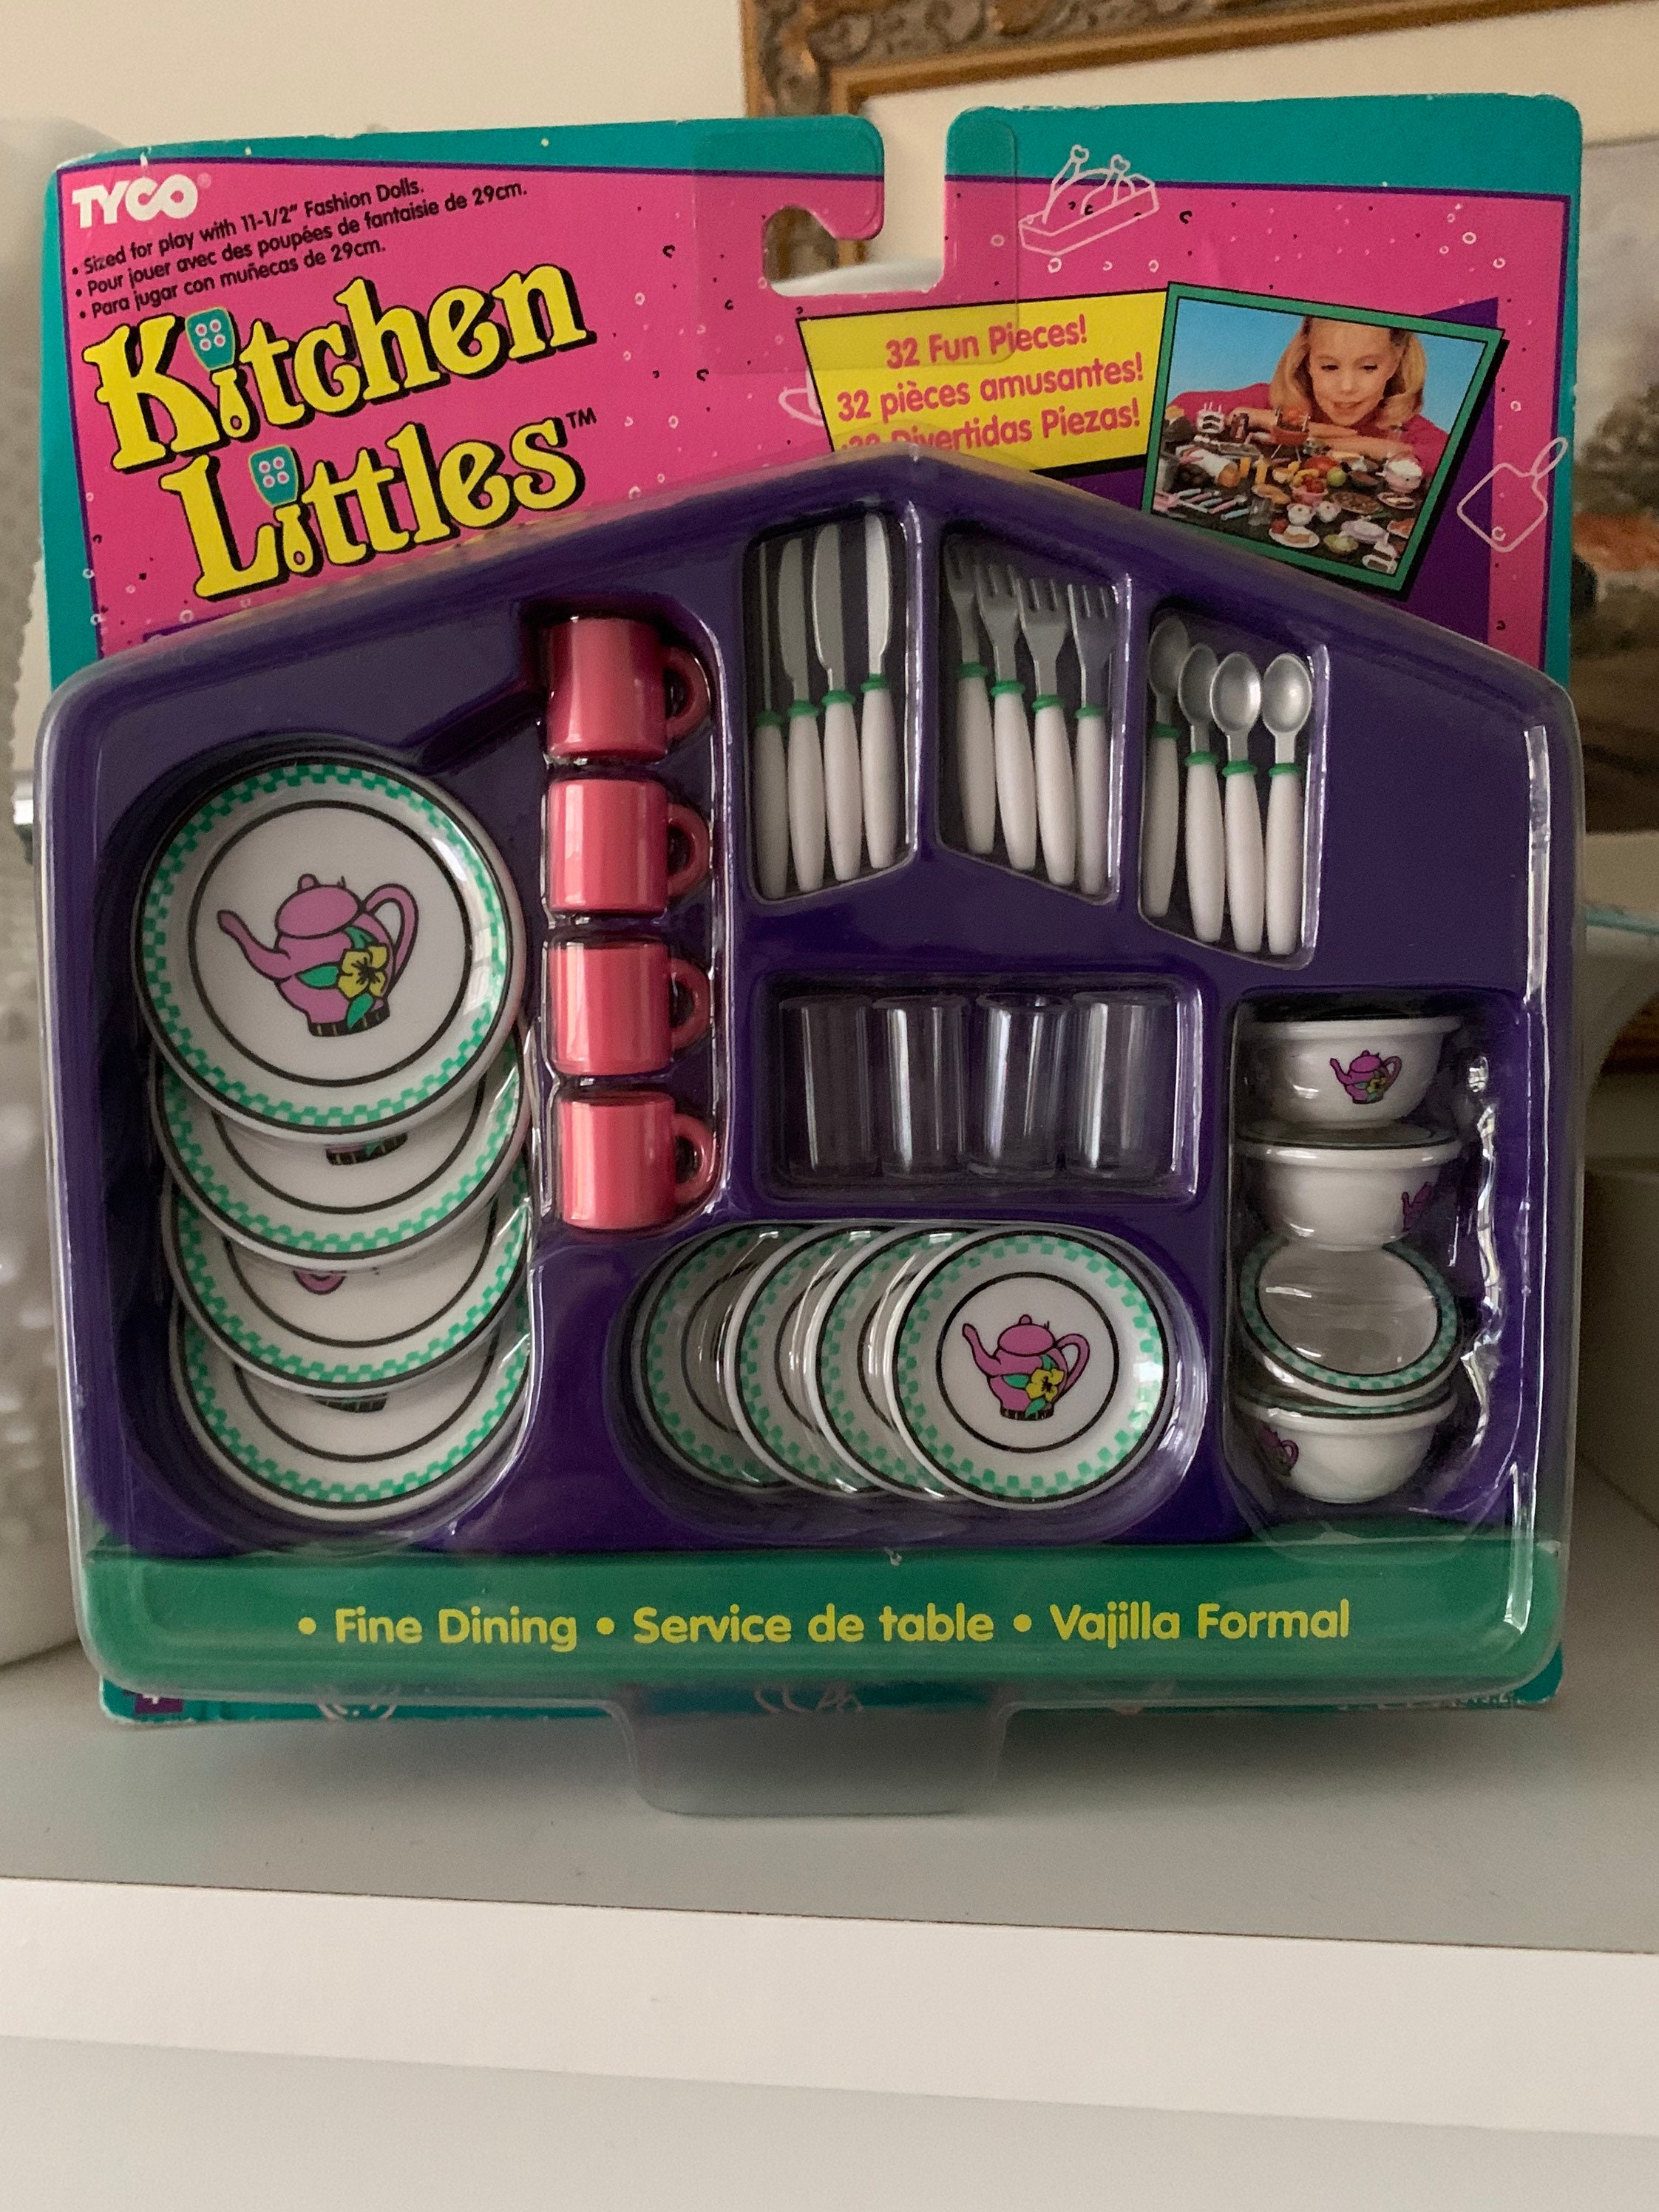 TYCO®
• Sized for play with 11-1/2" Fashion Dolls.
• Pour jouer avec des poupées de fantaisie de 29cm.
• Para jugar con muñecas de 29cm.
Kitchen
Littles™
32 Fun Pieces!
32 pièces amusantes!
Divertidas Piezas!
• Fine Dining • Service de table • Vajilla Formal